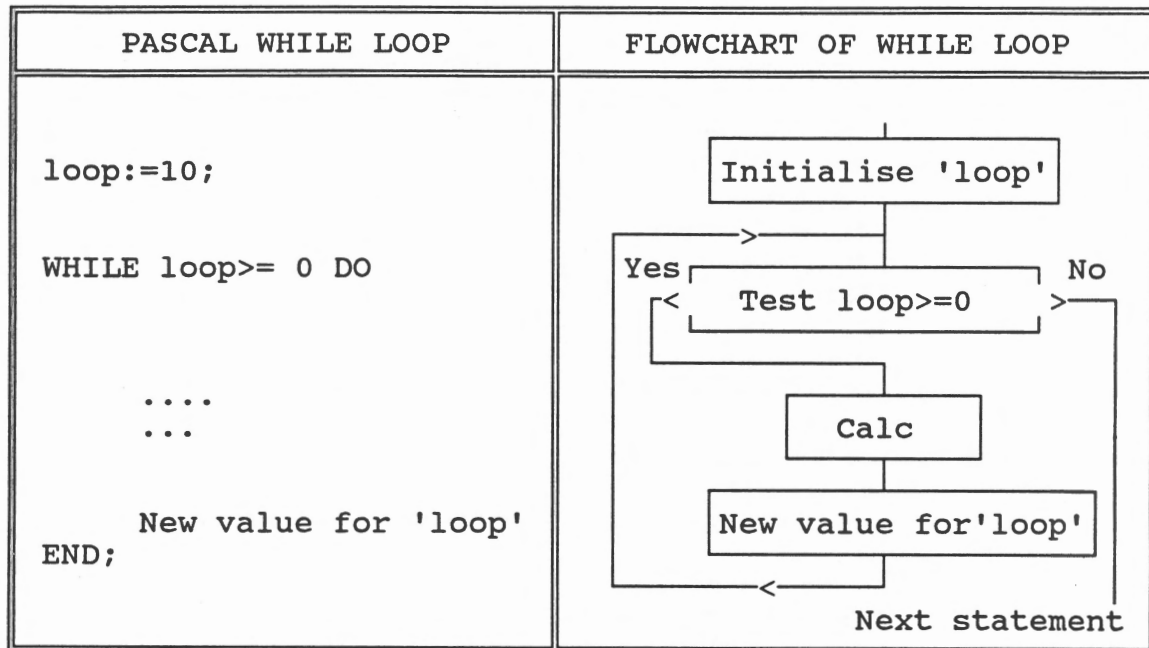 PASCAL WHILE LOOP
FLOWCHART OF WHILE LOOP
loop:=10;
WHILE loop>= 0 DO
....
...
New value for 'loop'
END;
Initialise 'loop'
>
Yes
No
< Test loop>=0 >
Calc
New value for'loop'
<
Next statement